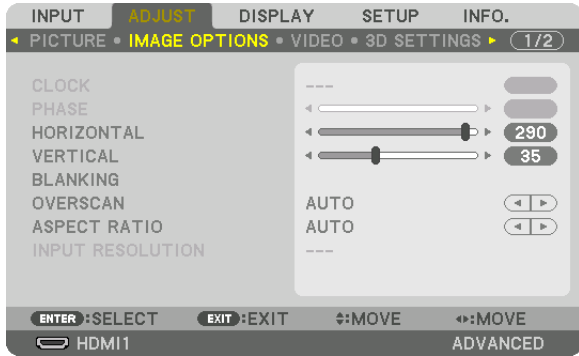 INPUT ADJUST DISPLAY SETUP INFO.
PICTURE • IMAGE OPTIONS • VIDEO • 3D SETTINGS 1/2
CLOCK ---
PHASE
HORIZONTAL 290
VERTICAL 35
BLANKING
OVERSCAN AUTO
ASPECT RATIO AUTO
INPUT RESOLUTION ---
ENTER :SELECT EXIT :EXIT :MOVE :MOVE
HDMI1 ADVANCED